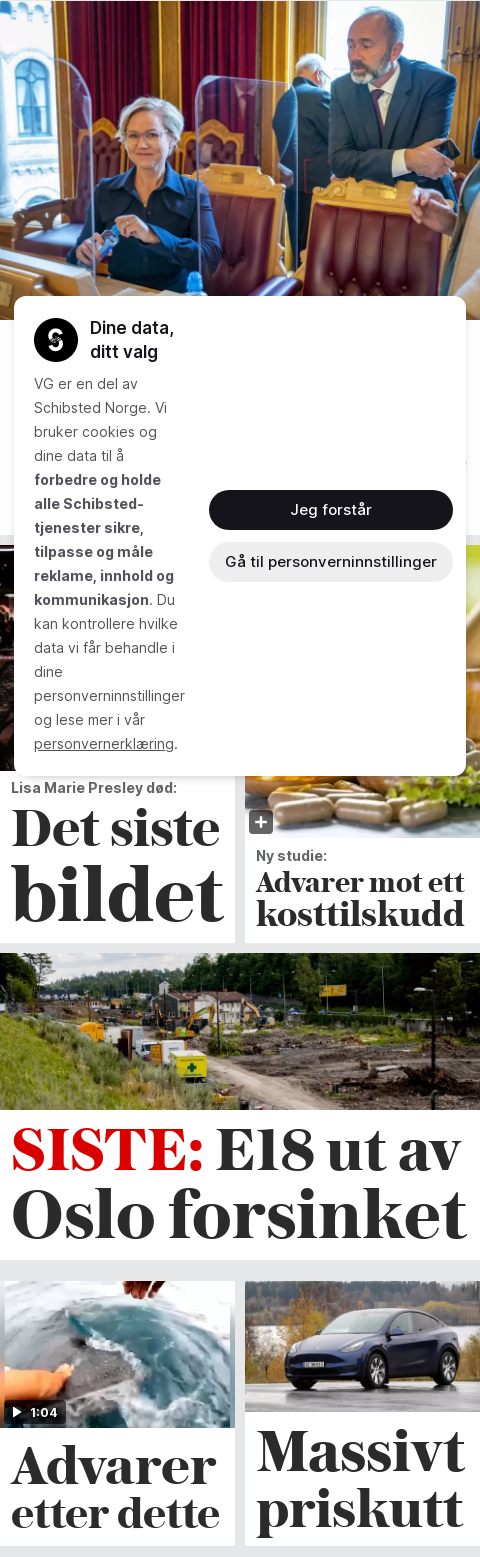 Dine data,
ditt valg
VG er en del av
Schibsted Norge. Vi
bruker cookies og
dine data til å
forbedre og holde
alle Schibsted-
tjenester sikre,
tilpasse og måle
reklame, innhold og
kommunikasjon. Du
kan kontrollere hvilke
data vi får behandle i
dine
personverninnstillinger
og lese mer i vår
personvernerklæring.
Jeg forstår
Gå til personverninnstillinger
Lisa Marie Presley død:
Det siste
bildet
Ny studie:
Advarer mot ett
kosttilskudd
SISTE: E18 ut av
Oslo forsinket
1:04
Advarer
etter dette
Massivt
priskutt